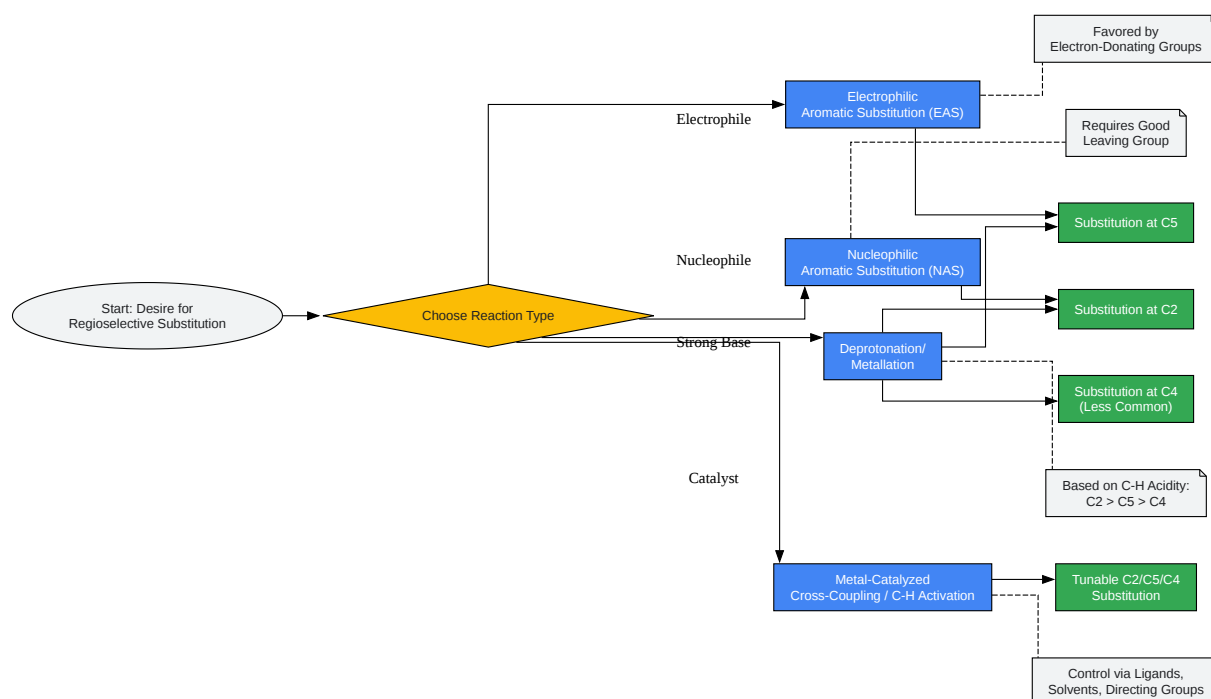 Favored by
Electron-Donating Groups
Electrophilic
Aromatic Substitution (EAS)
Electrophile
Requires Good
Leaving Group
Substitution at C5
Nucleophile
Nucleophilic
Aromatic Substitution (NAS)
Start: Desire for
Regioselective Substitution
Choose Reaction Type
Substitution at C2
Strong Base
Deprotonation/
Metallation
Substitution at C4
(Less Common)
Catalyst
Based on C-H Acidity:
C2 > C5 > C4
Metal-Catalyzed
Cross-Coupling / C-H Activation
Tunable C2/C5/C4
Substitution
Control via Ligands,
Solvents, Directing Groups